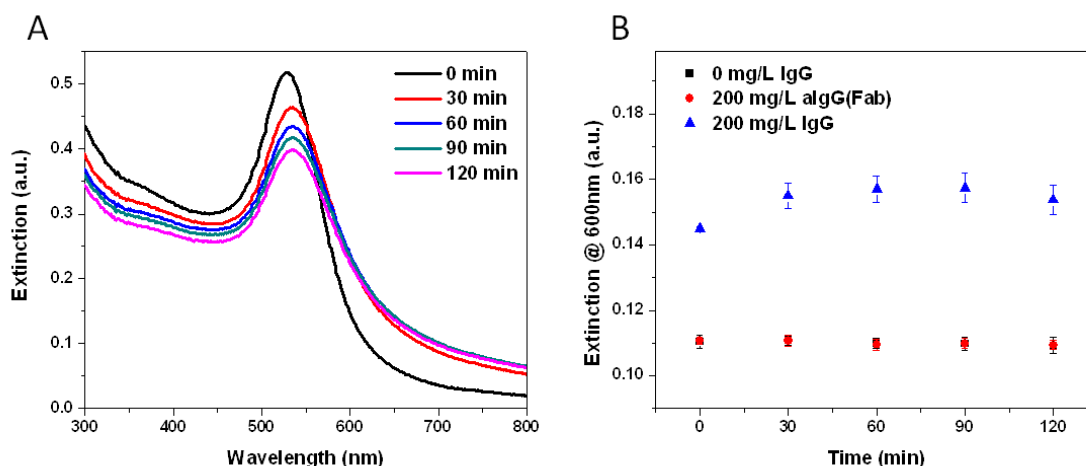 A
0 min
30 min
60 min
90 min
120 min
0.5
0.4
0.3
0.2
0.1
0.0
300
400
500
600
700
800
Extinction (a.u.)
Wavelength (nm)
B
0 mg/L IgG
200 mg/L aIgG(Fab)
200 mg/L IgG
0.18
0.16
0.14
0.12
0.10
0
30
60
90
120
Extinction @ 600nm (a.u.)
Time (min)